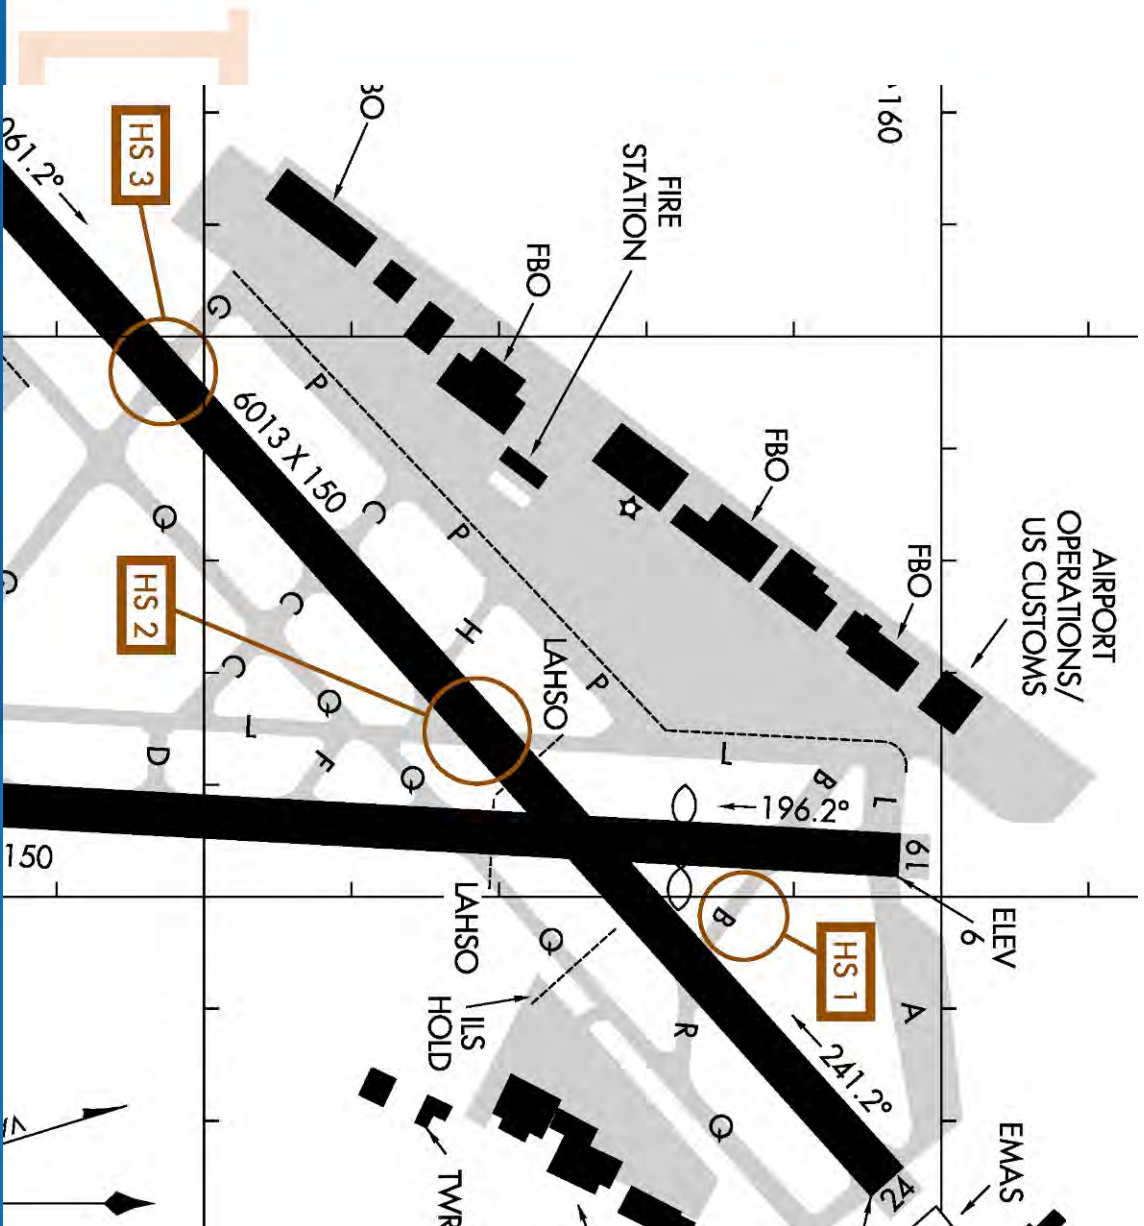 061.2°
HS 3
FIRE
STATION
160
FBO
G
P
6013 X 150
C
P
FBO
FBO
AIRPORT
OPERATIONS/
US CUSTOMS
Q
HS 2
C
C
H
LAHSO
P
L
Q
D
F
Q
L
B
L
196.2°
19
150
LAHSO
Q
B
HS 1
ELEV
6
ILS
HOLD
R
A
241.2°
Q
24
EMAS
TWR